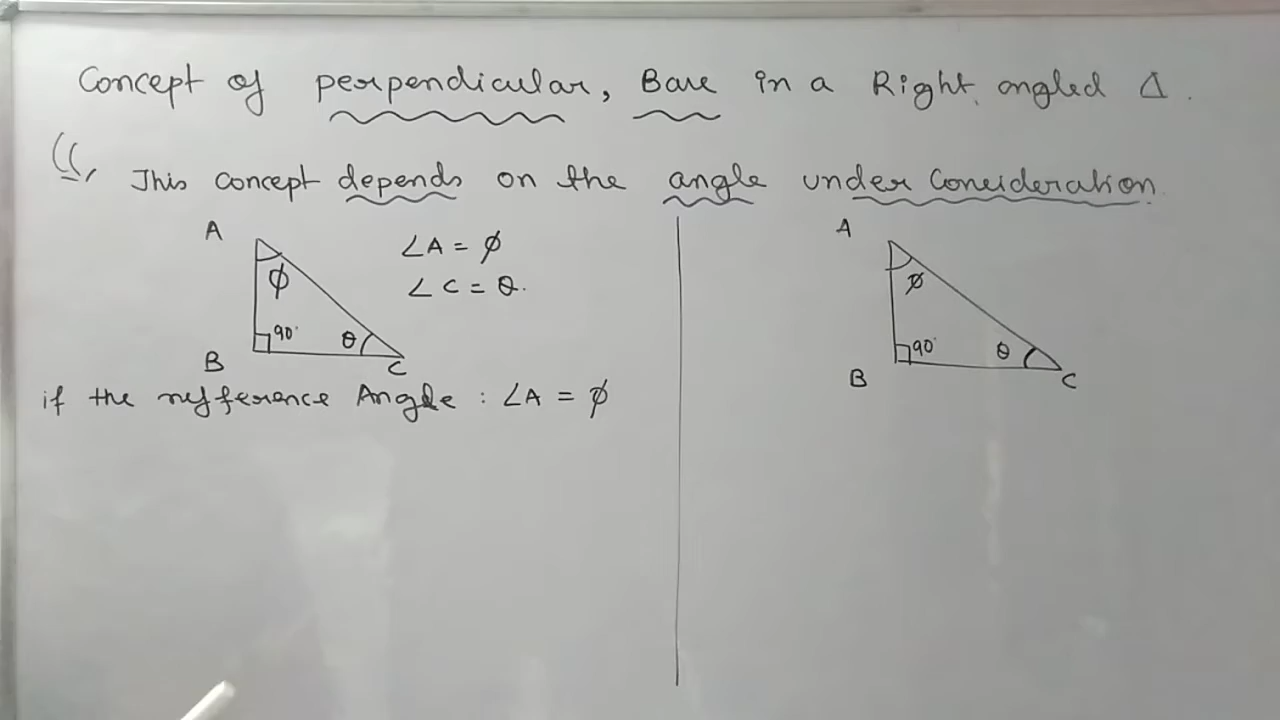 Concept of perpendicular, Base in a Right angled Δ.
This concept depends on the angle under Consideration.
A
ϕ
90°
θ
B
C
∠A = ϕ
∠C = θ.
if the refference Angle : ∠A = ϕ
A
ϕ
90°
θ
B
C